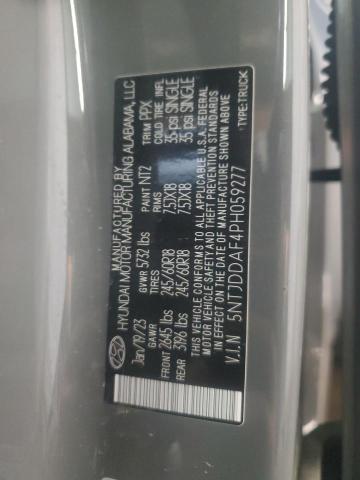 HYUNDAI MOTOR MANUFACTURING ALABAMA, LLC
Jan/19/23 GVWR 5732 lbs PAINT NT2 TRIM PPX
GAWR TIRES RIMS COLD TIRE INFL
FRONT 2645 lbs 245/60R18 7.5JX18 35 psi SINGLE
REAR 3196 lbs 245/60R18 7.5JX18 35 psi SINGLE
THIS VEHICLE CONFORMS TO ALL APPLICABLE U.S.A. FEDERAL
MOTOR VEHICLE SAFETY AND THEFT PREVENTION STANDARDS
IN EFFECT ON THE DATE OF MANUFACTURE SHOWN ABOVE
V.I.N 5NTJDDAF4PH059277 TYPE:TRUCK